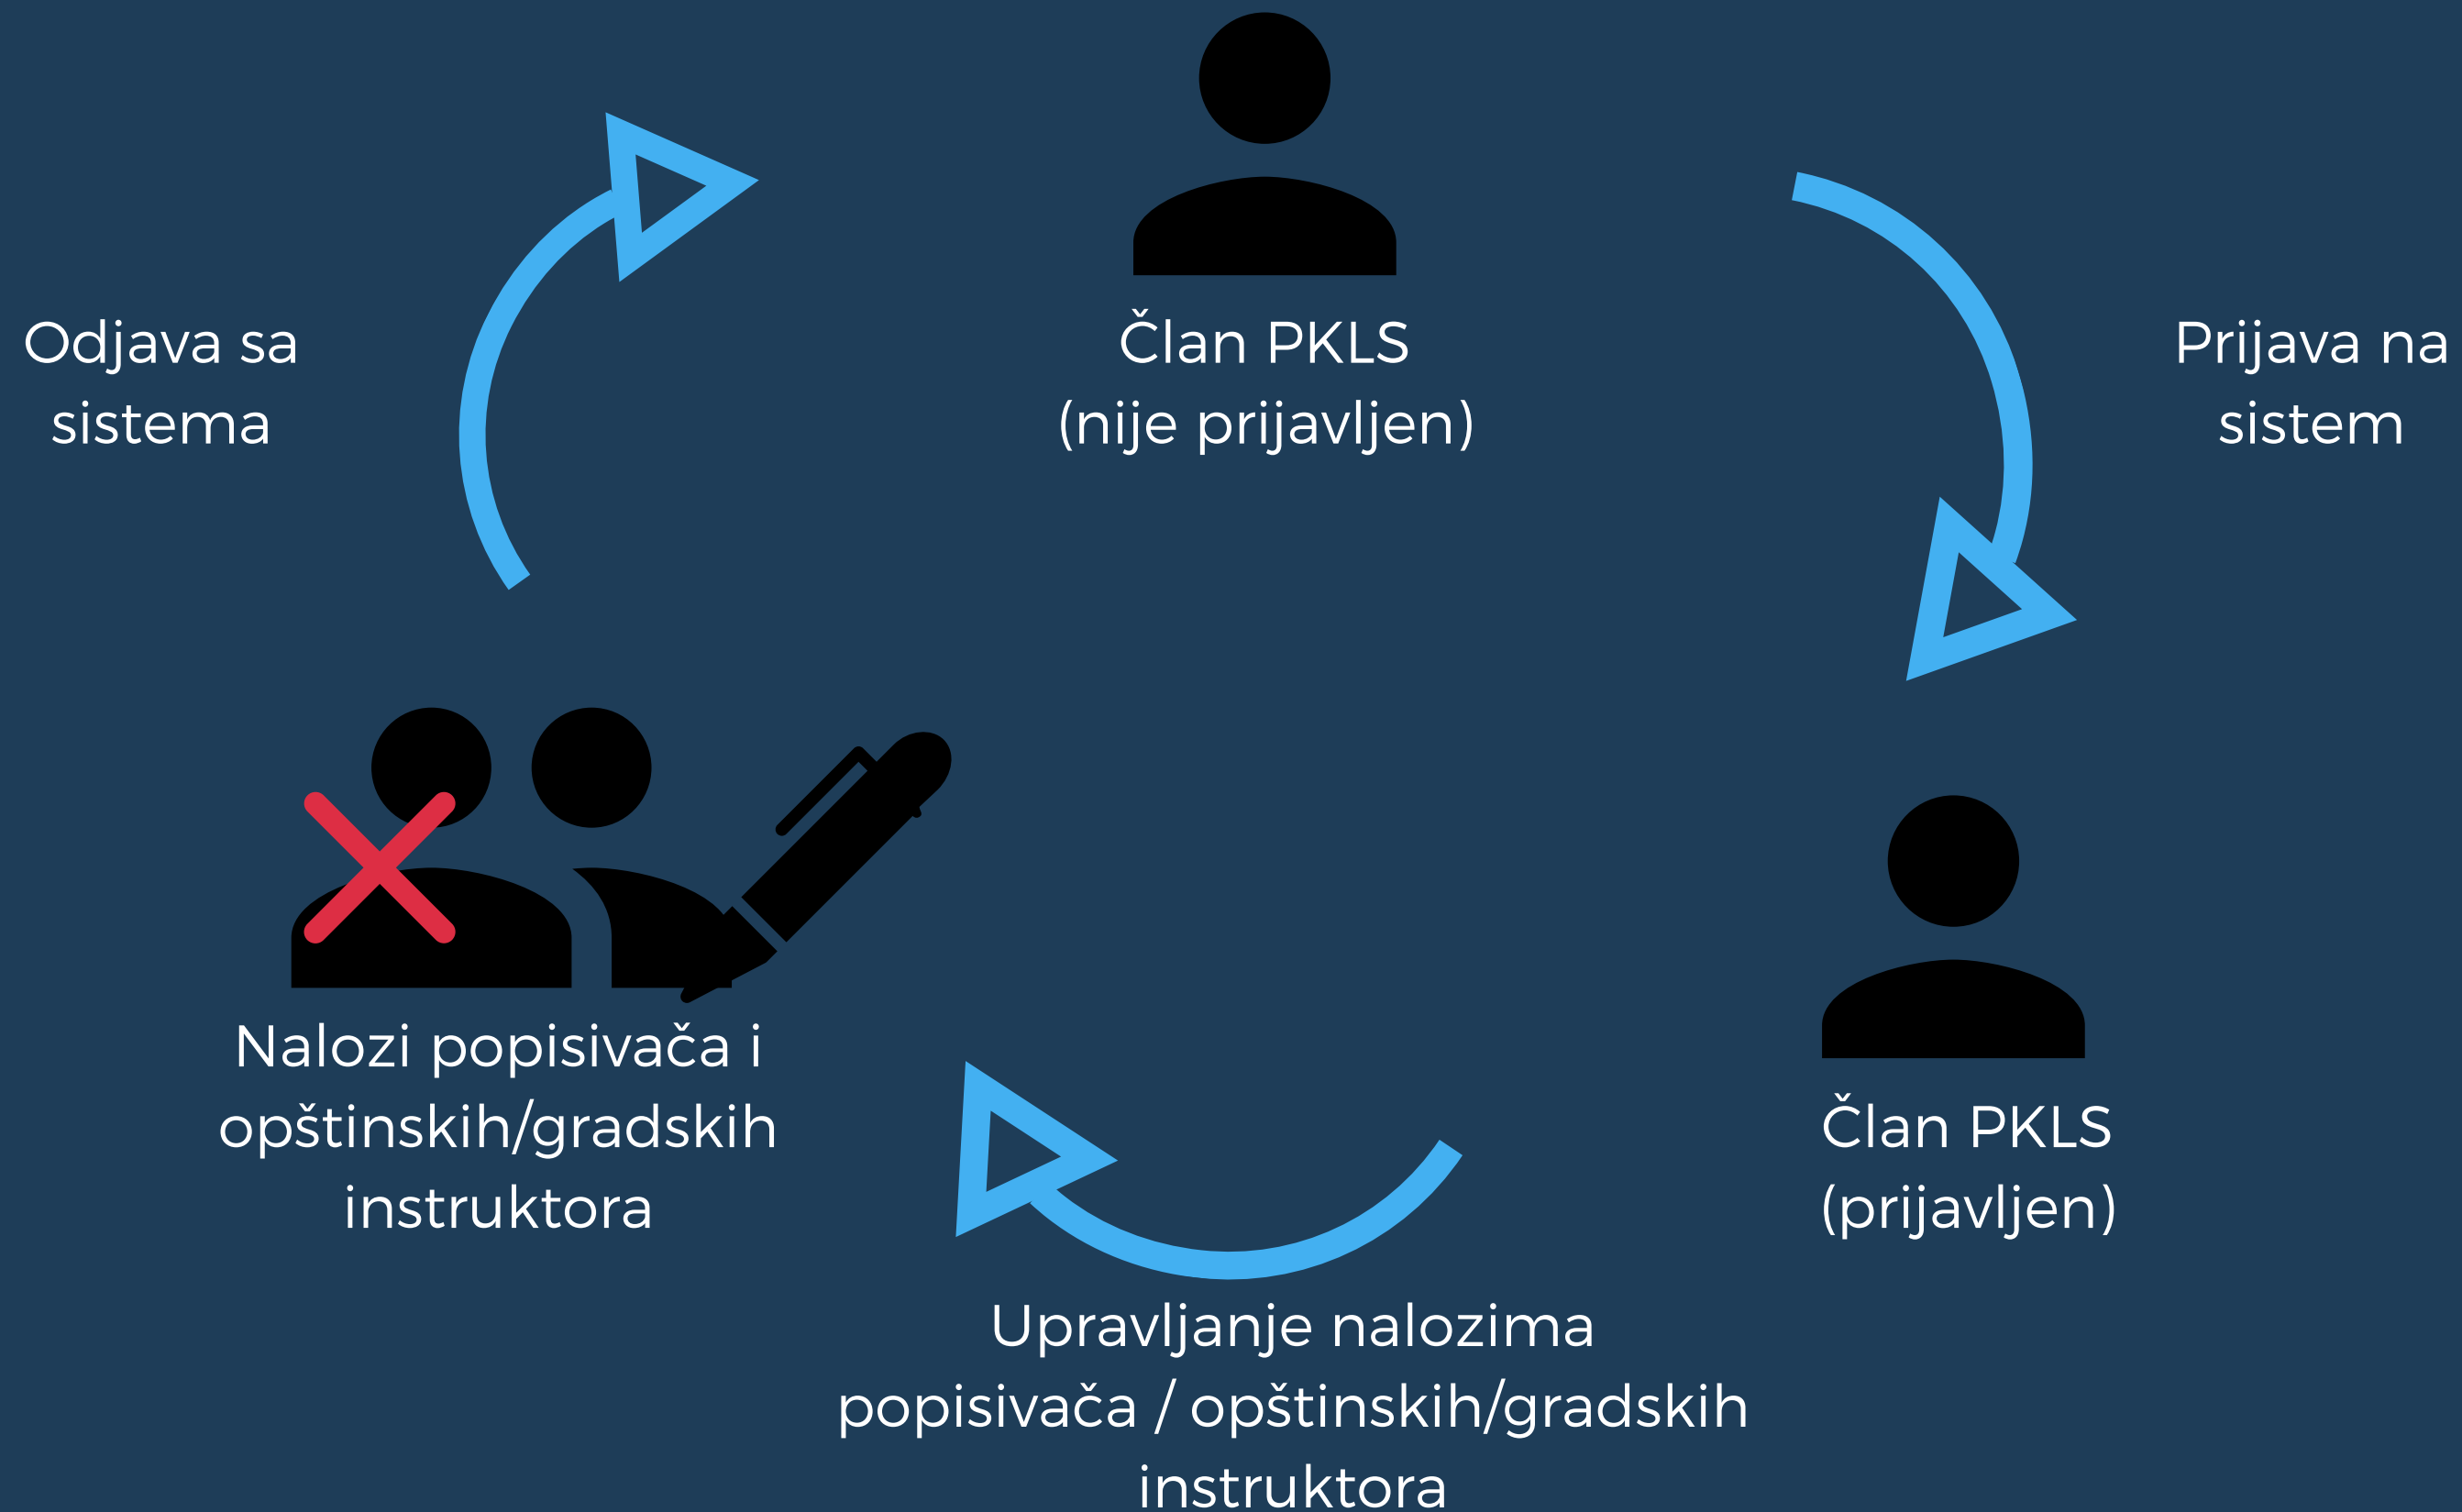 Član PKLS
(nije prijavljen)
Prijava na
sistem
Član PKLS
(prijavljen)
Upravljanje nalozima
popisivača / opštinskih/gradskih
instruktora
Nalozi popisivača i
opštinskih/gradskih
instruktora
Odjava sa
sistema